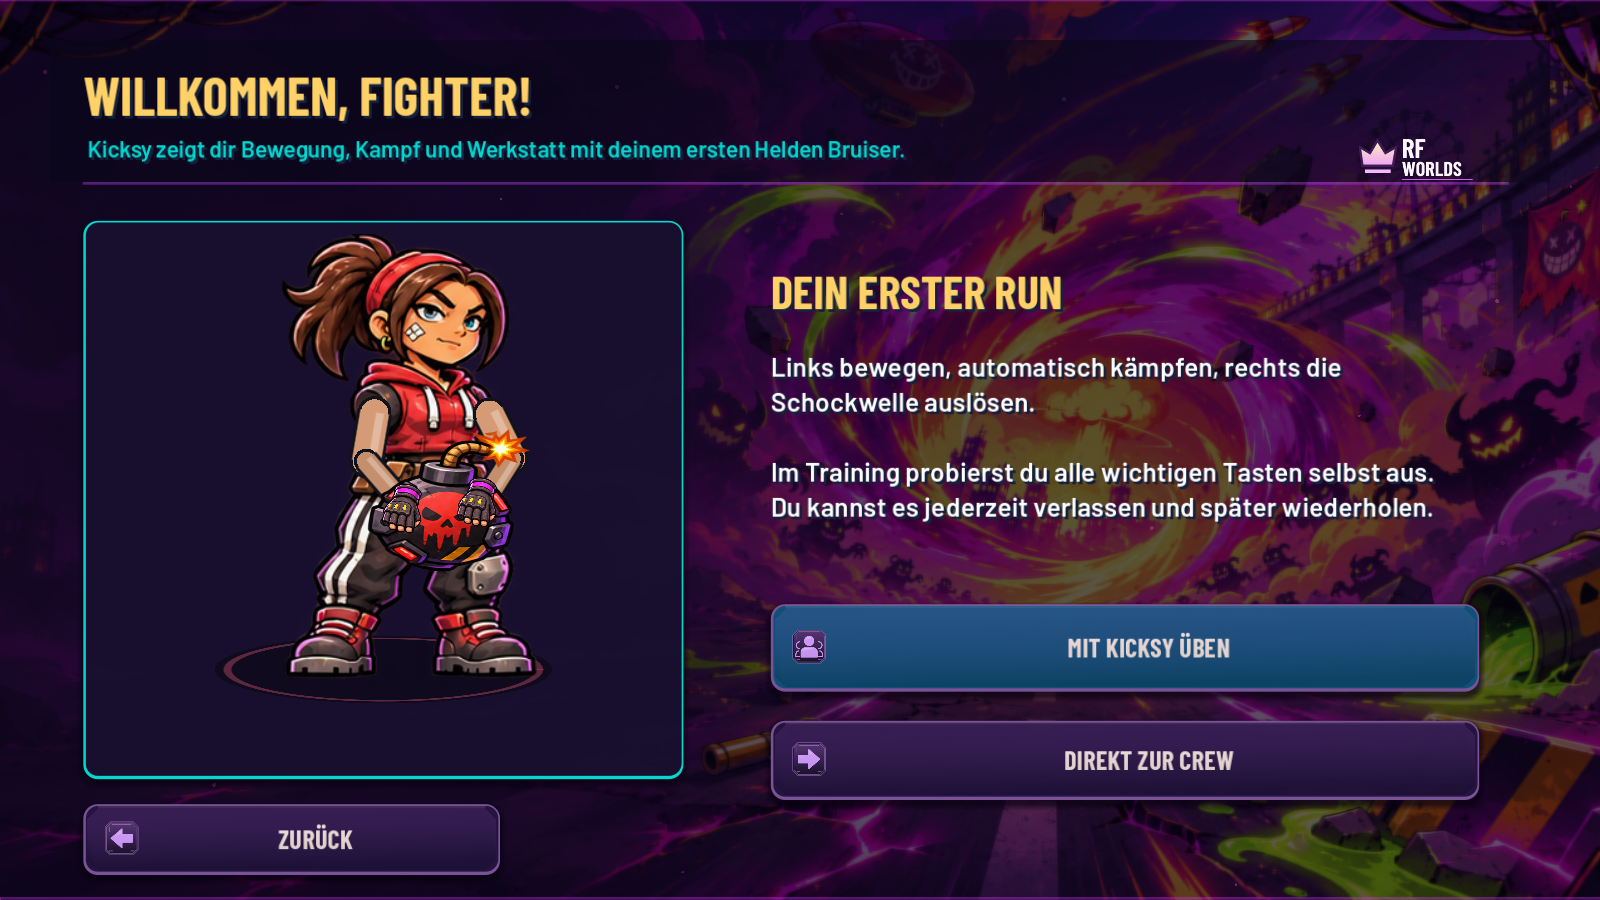 WILLKOMMEN, FIGHTER!
Kicksy zeigt dir Bewegung, Kampf und Werkstatt mit deinem ersten Helden Bruiser.
RF
WORLDS
DEIN ERSTER RUN
Links bewegen, automatisch kämpfen, rechts die
Schockwelle auslösen.
Im Training probierst du alle wichtigen Tasten selbst aus.
Du kannst es jederzeit verlassen und später wiederholen.
MIT KICKSY ÜBEN
DIREKT ZUR CREW
ZURÜCK